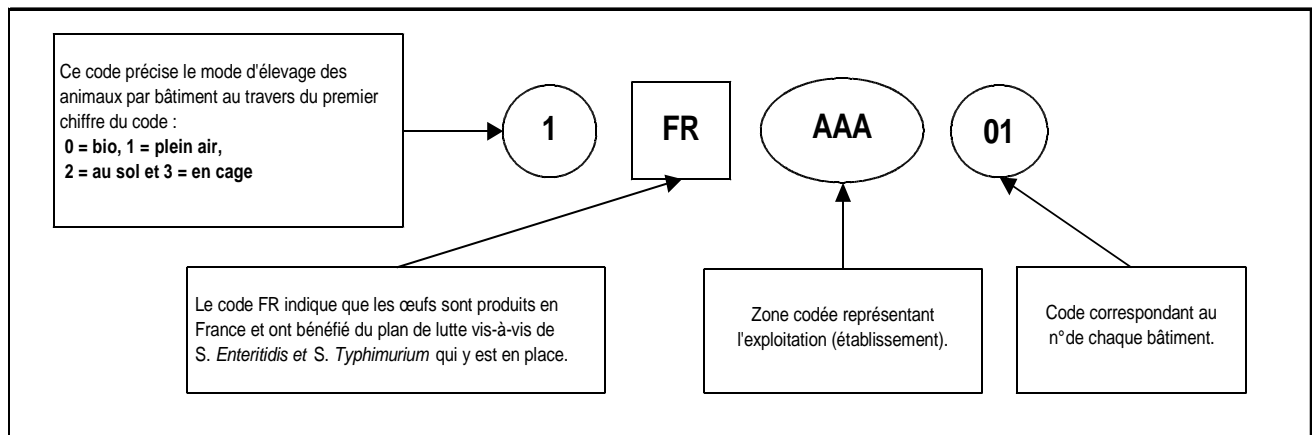 Ce code précise le mode d'élevage des
animaux par bâtiment au travers du premier
chiffre du code :
0 = bio, 1 = plein air,
2 = au sol et 3 = en cage
1 FR AAA 01
Le code FR indique que les œufs sont produits en
France et ont bénéfié du plan de lutte vis-à-vis de
S. Enteritidis et S. Typhimurium qui y est en place.
Zone codée représentant
l'exploitation (établissement).
Code correspondant au
n° de chaque bâtiment.